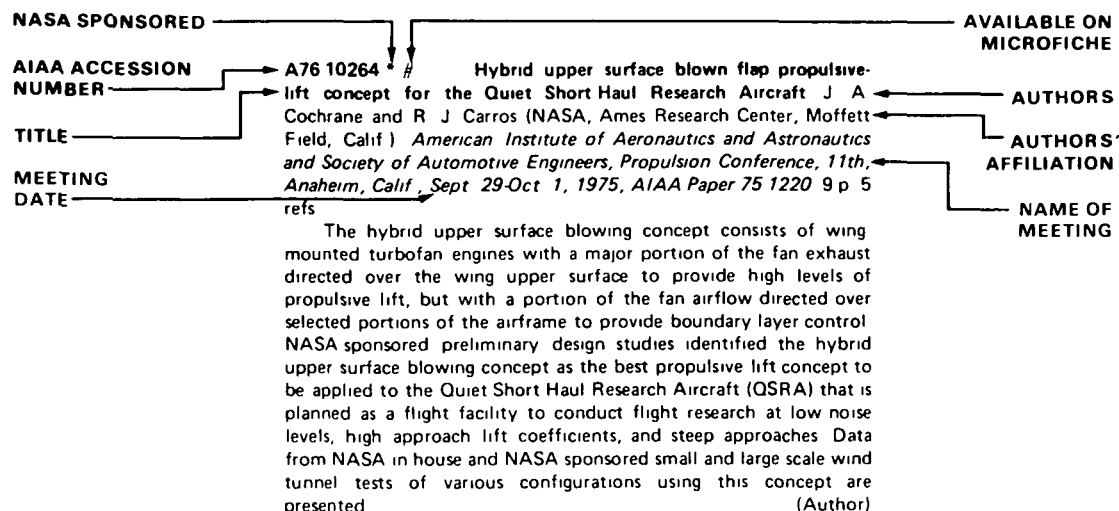 NASA SPONSORED
AVAILABLE ON
MICROFICHE
AIAA ACCESSION
NUMBER
TITLE
MEETING
DATE
A76 10264 * # Hybrid upper surface blown flap propulsive-
lift concept for the Quiet Short Haul Research Aircraft J A
Cochrane and R J Carros (NASA, Ames Research Center, Moffett
Field, Calif ) American Institute of Aeronautics and Astronautics
and Society of Automotive Engineers, Propulsion Conference, 11th,
Anaheim, Calif , Sept 29-Oct 1, 1975, AIAA Paper 75 1220 9 p 5
refs
The hybrid upper surface blowing concept consists of wing
mounted turbofan engines with a major portion of the fan exhaust
directed over the wing upper surface to provide high levels of
propulsive lift, but with a portion of the fan airflow directed over
selected portions of the airframe to provide boundary layer control
NASA sponsored preliminary design studies identified the hybrid
upper surface blowing concept as the best propulsive lift concept to
be applied to the Quiet Short Haul Research Aircraft (QSRA) that is
planned as a flight facility to conduct flight research at low noise
levels, high approach lift coefficients, and steep approaches Data
from NASA in house and NASA sponsored small and large scale wind
tunnel tests of various configurations using this concept are
presented (Author)
AUTHORS
AUTHORS'
AFFILIATION
NAME OF
MEETING